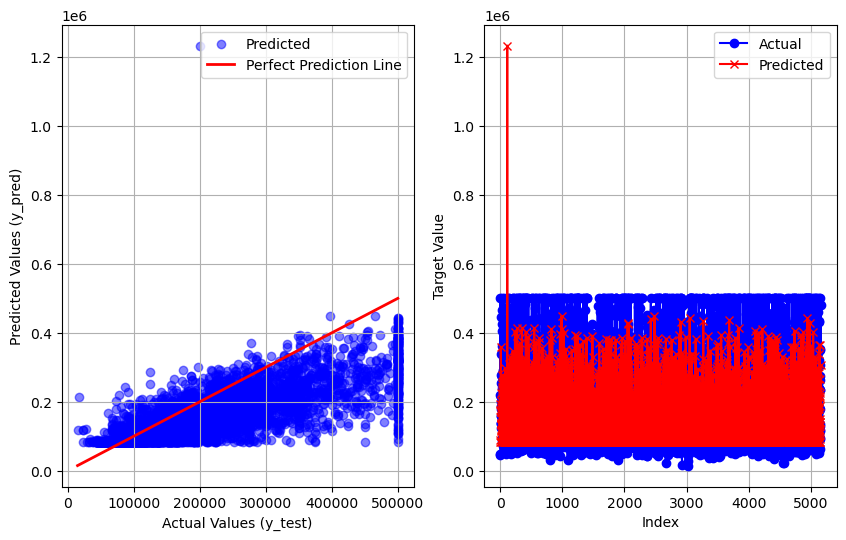 1e6
Predicted
Perfect Prediction Line
1.2
1.0
0.8
0.6
0.4
0.2
0.0
Predicted Values (y_pred)
0 100000 200000 300000 400000 500000
Actual Values (y_test)
1e6
Actual
Predicted
1.2
1.0
0.8
0.6
0.4
0.2
0.0
Target Value
0 1000 2000 3000 4000 5000
Index